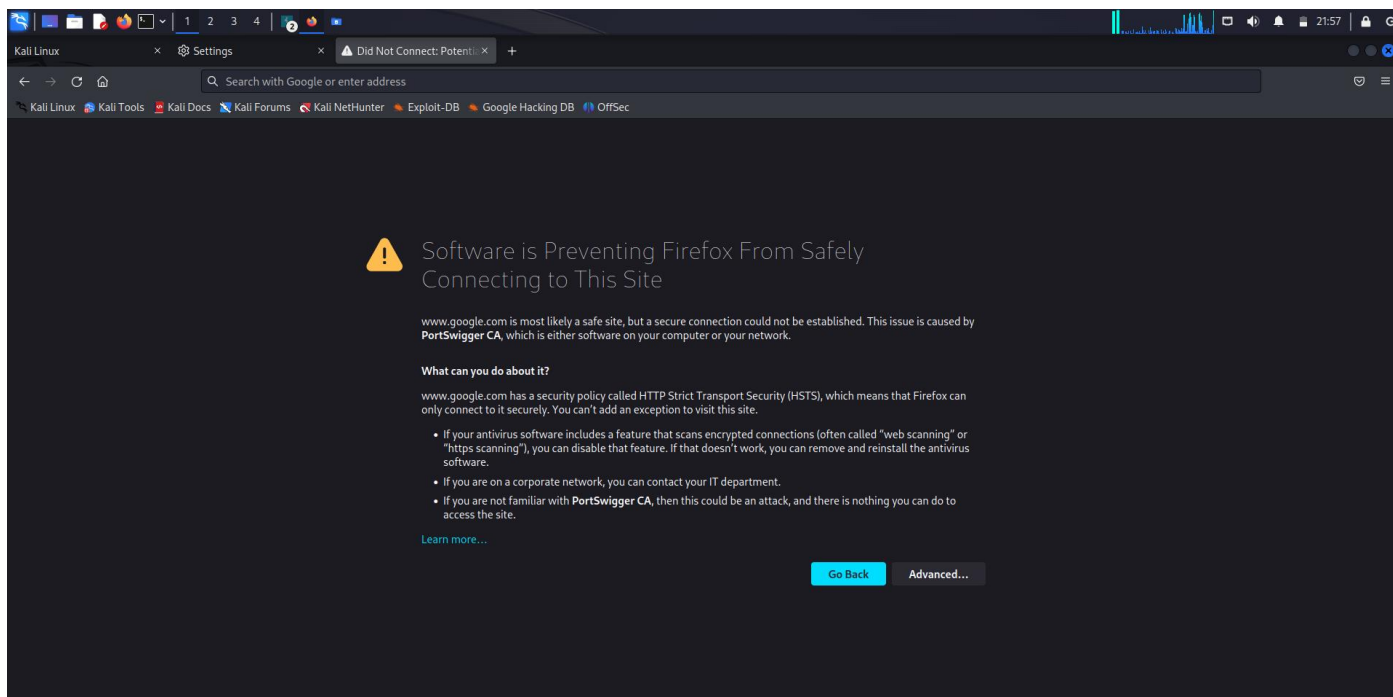 1 2 3 4 2 21:57 G
Kali Linux Settings Did Not Connect: Potentia
Search with Google or enter address
Kali Linux Kali Tools Kali Docs Kali Forums Kali NetHunter Exploit-DB Google Hacking DB OffSec
Software is Preventing Firefox From Safely
Connecting to This Site
www.google.com is most likely a safe site, but a secure connection could not be established. This issue is caused by
PortSwigger CA, which is either software on your computer or your network.
What can you do about it?
www.google.com has a security policy called HTTP Strict Transport Security (HSTS), which means that Firefox can
only connect to it securely. You can’t add an exception to visit this site.
• If your antivirus software includes a feature that scans encrypted connections (often called “web scanning” or
“https scanning”), you can disable that feature. If that doesn’t work, you can remove and reinstall the antivirus
software.
• If you are on a corporate network, you can contact your IT department.
• If you are not familiar with PortSwigger CA, then this could be an attack, and there is nothing you can do to
access the site.
Learn more…
Go Back Advanced…